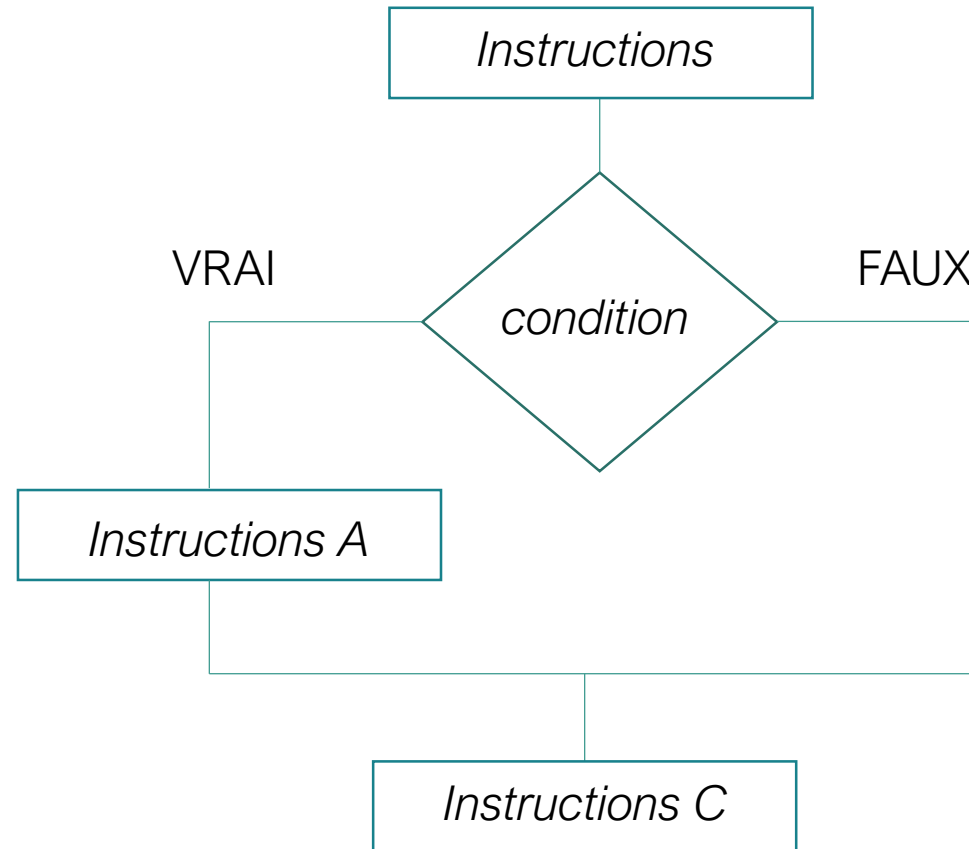 Instructions
VRAI
FAUX
condition
Instructions A
Instructions C